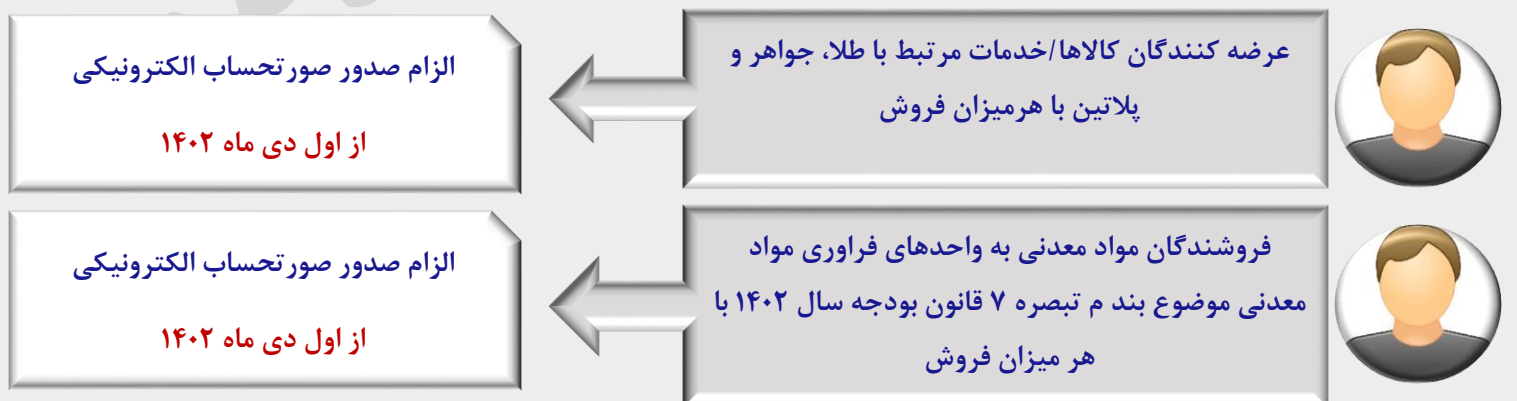 عرضه کنندگان کالاها/خدمات مرتبط با طلا، جواهر و
پلاتین با هرمیزان فروش
الزام صدور صورتحساب الکترونیکی
از اول دی ماه ۱۴۰۲
فروشندگان مواد معدنی به واحدهای فراوری مواد
معدنی موضوع بند م تبصره ۷ قانون بودجه سال ۱۴۰۲ با
هر میزان فروش
الزام صدور صورتحساب الکترونیکی
از اول دی ماه ۱۴۰۲